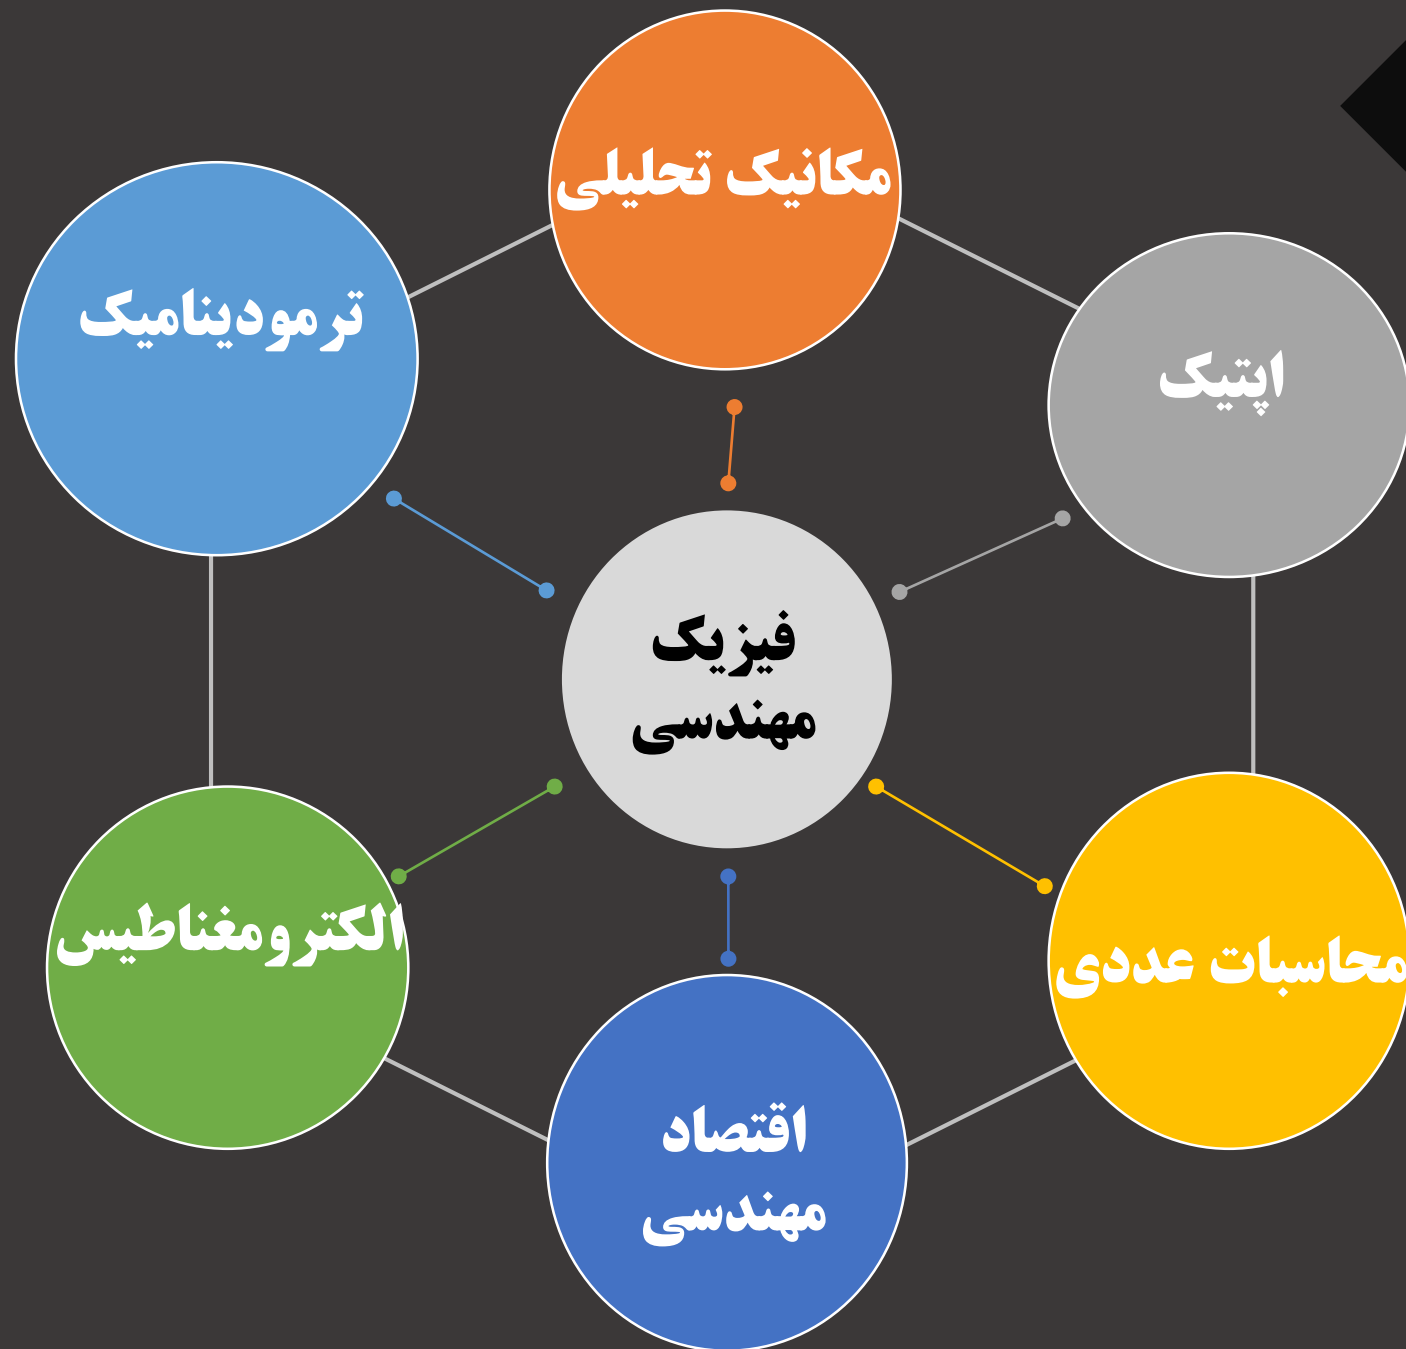 مکانیک تحلیلی
ترمودینامیک
اپتیک
فیزیک
مهندسی
الکترومغناطیس
محاسبات عددی
اقتصاد
مهندسی